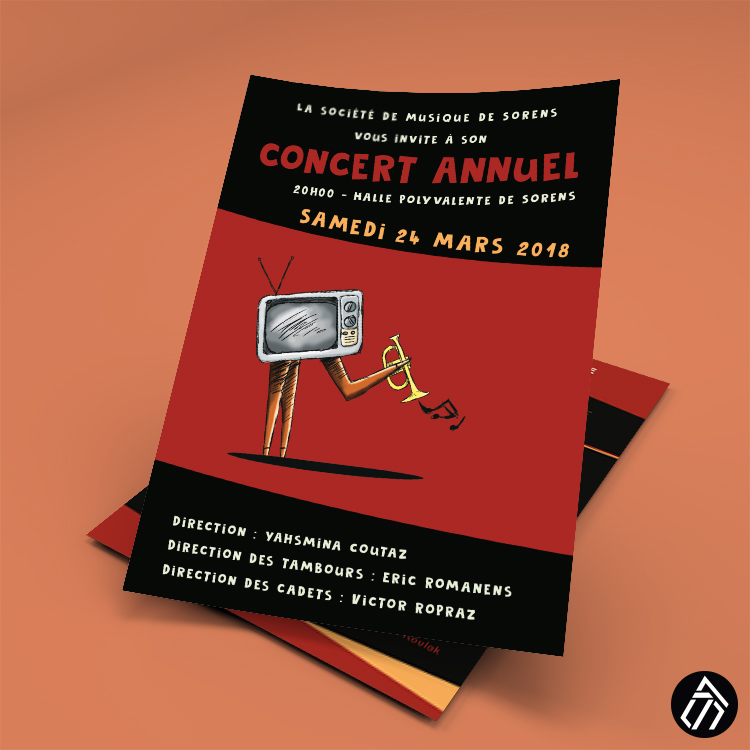 LA SOCIÉTÉ DE MUSIQUE DE SORENS
VOUS INVITE À SON
CONCERT ANNUEL
20H00 - HALLE POLYVALENTE DE SORENS
SAMEDI 24 MARS 2018
DIRECTION : YAHSMINA COUTAZ
DIRECTION DES TAMBOURS : ERIC ROMANENS
DIRECTION DES CADETS : VICTOR ROPRAZ